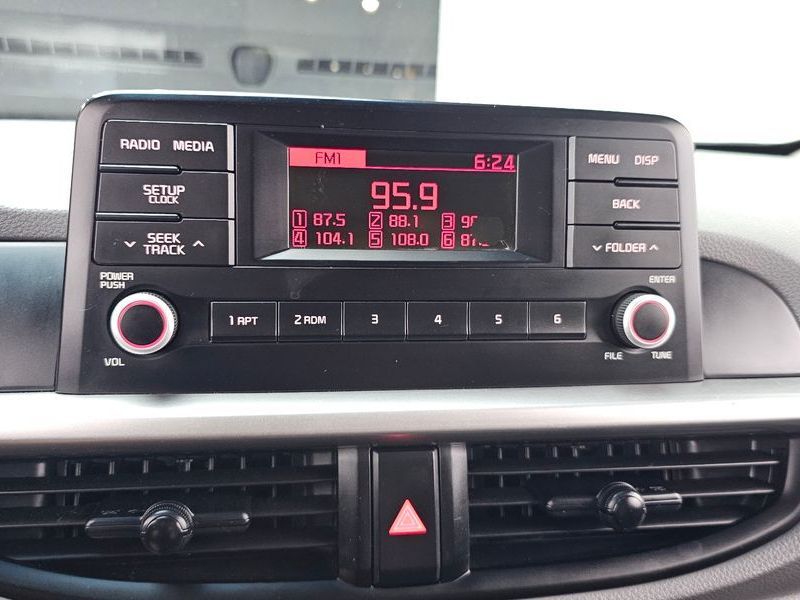 RADIO MEDIA
SETUP
CLOCK
SEEK
TRACK
POWER
PUSH
VOL
FM1 6:24
95.9
1 87.5 2 88.1 3
4 104.1 5 108.0 6
MENU DISP
BACK
FOLDER
ENTER
FILE TUNE
1 RPT 2 RDM 3 4 5 6